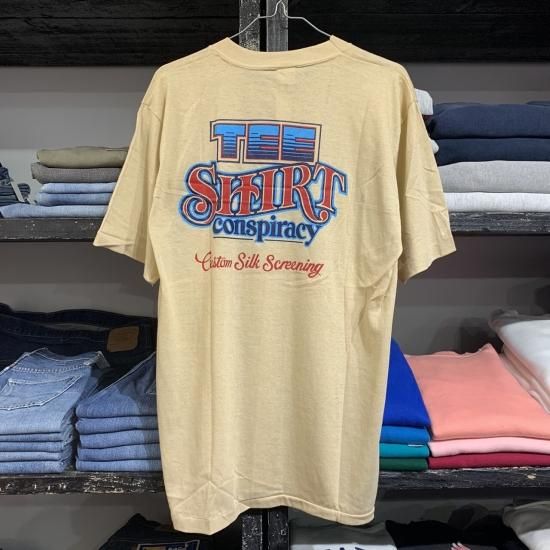 TEE
SHIRT
conspiracy
Custom Silk Screening